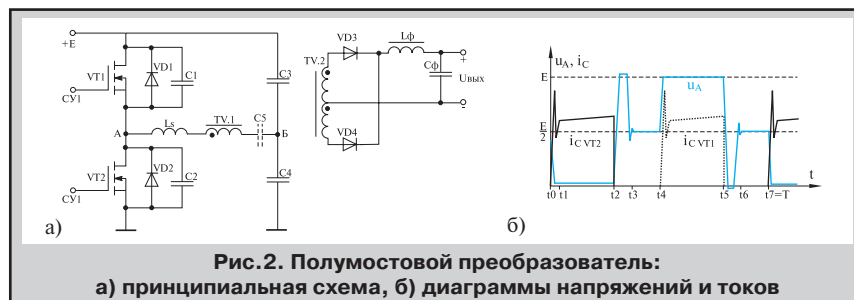 +E
VT1
VD1
C1
СУ1
C3
А
Ls
TV.1
C5
Б
VT2
VD2
C2
СУ1
C4
а)
TV.2
VD3
Lф
+
Cф
Uвых
-
VD4
uA, iC
E
uA
E
2
iC VT2
iC VT1
t
t0 t1 t2 t3 t4 t5 t6 t7=T
б)
Рис.2. Полумостовой преобразователь:
а) принципиальная схема, б) диаграммы напряжений и токов